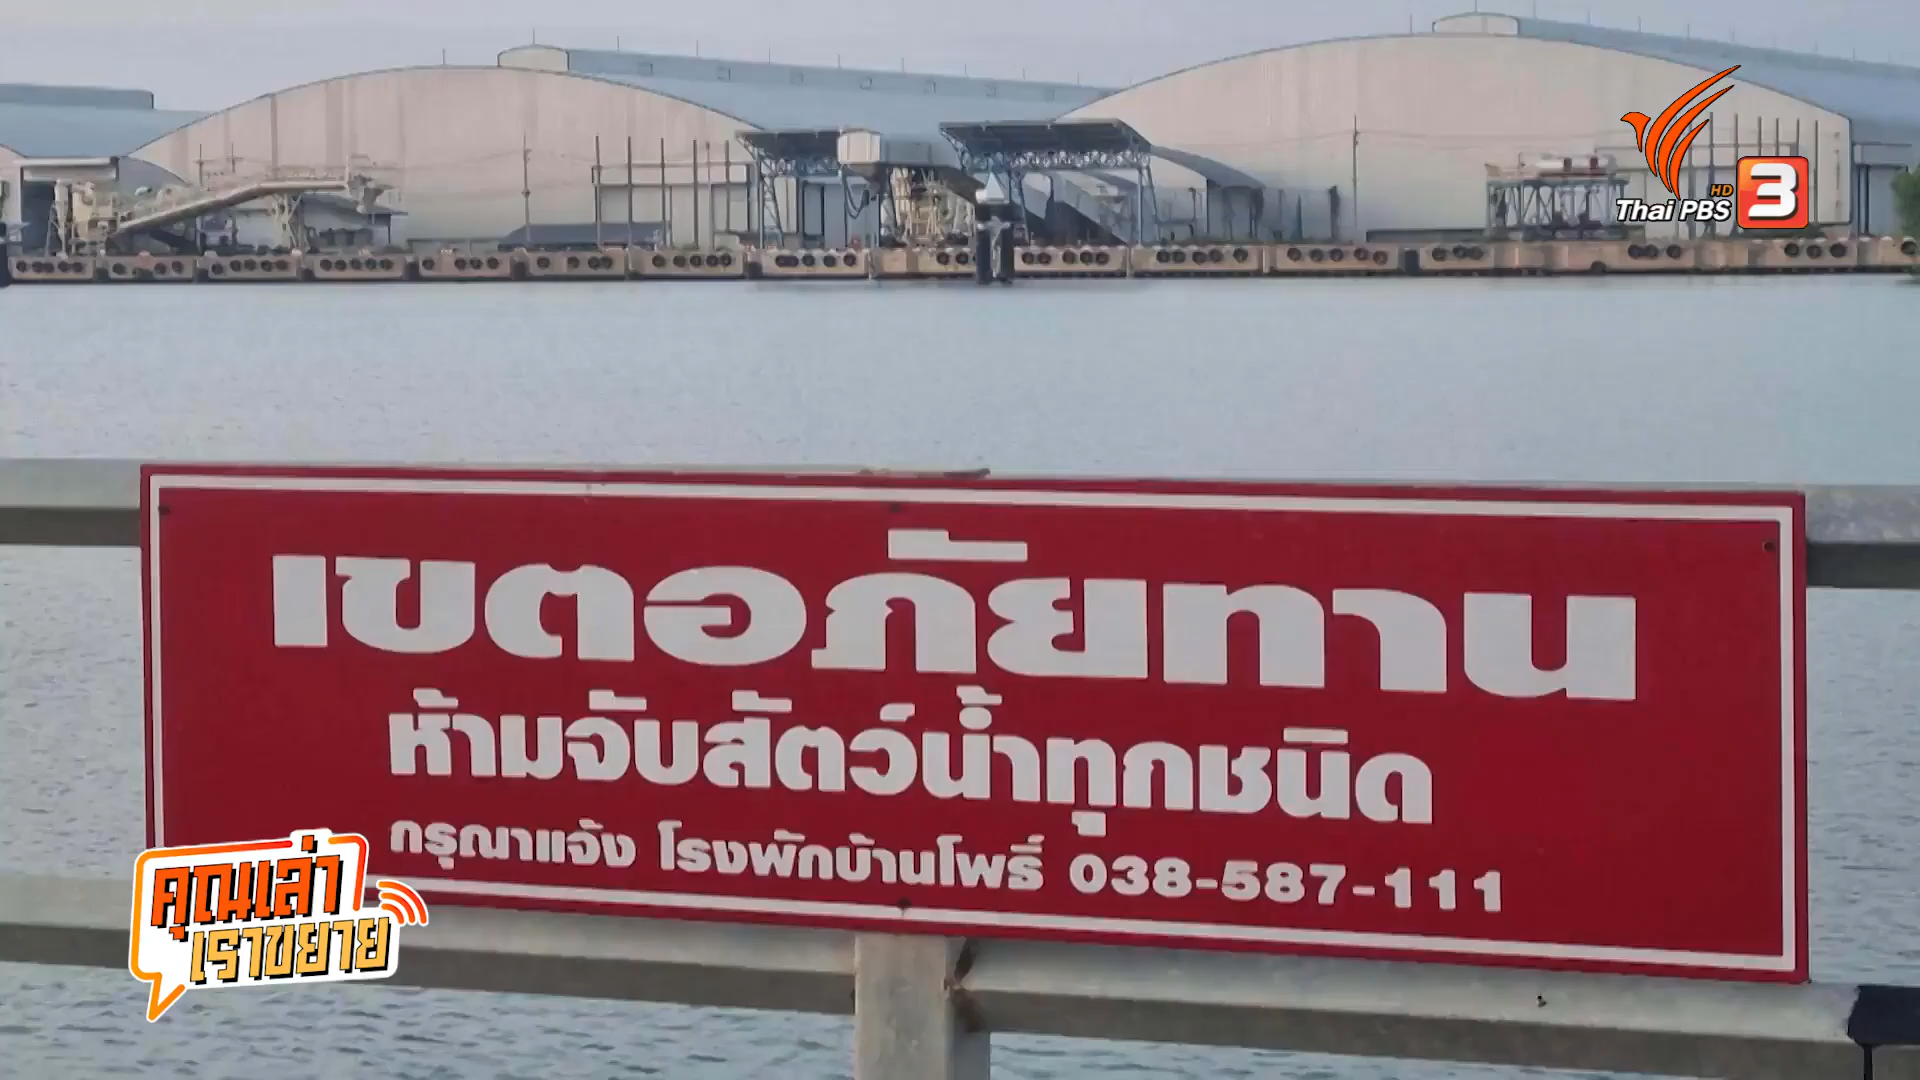 HD
Thai PBS 3
เขตอภัยทาน
ห้ามจับสัตว์น้ำทุกชนิด
กรุณาแจ้ง โรงพักบ้านโพธิ์ 038-587-111
คุณเล่า
เราขยาย